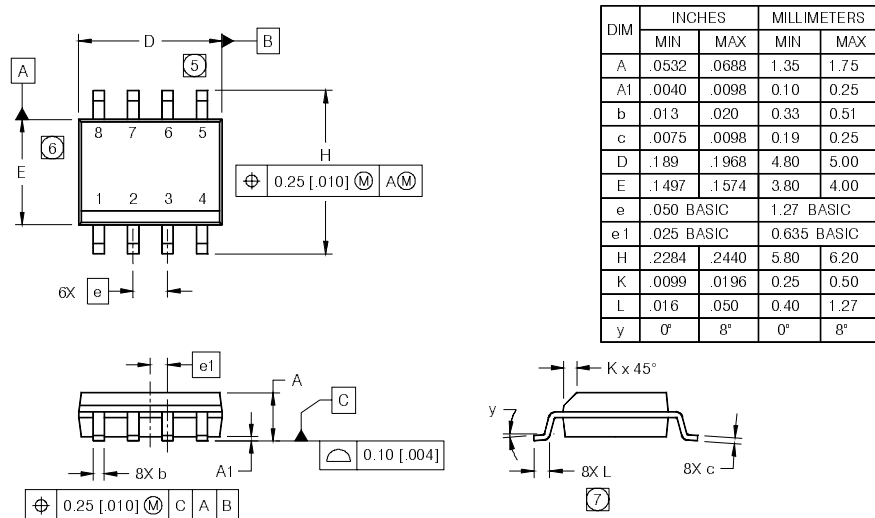 D
B
5
A
8 7 6 5
6
E
H
0.25 [.010] Ⓜ AⓂ
1 2 3 4
6X e
e1
A
C
A1
8X b
0.10 [.004]
0.25 [.010] Ⓜ C A B
K x 45°
y
8X L
8X c
7
DIM INCHES MILLIMETERS
MIN MAX MIN MAX
A .0532 .0688 1.35 1.75
A1 .0040 .0098 0.10 0.25
b .013 .020 0.33 0.51
c .0075 .0098 0.19 0.25
D .189 .1968 4.80 5.00
E .1497 .1574 3.80 4.00
e .050 BASIC 1.27 BASIC
e1 .025 BASIC 0.635 BASIC
H .2284 .2440 5.80 6.20
K .0099 .0196 0.25 0.50
L .016 .050 0.40 1.27
y 0° 8° 0° 8°